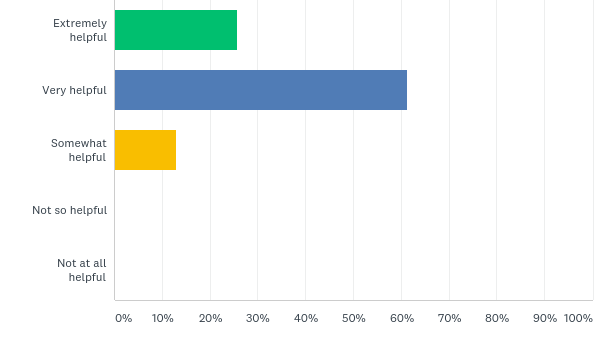 Extremely
helpful
Very helpful
Somewhat
helpful
Not so helpful
Not at all
helpful
0% 10% 20% 30% 40% 50% 60% 70% 80% 90% 100%